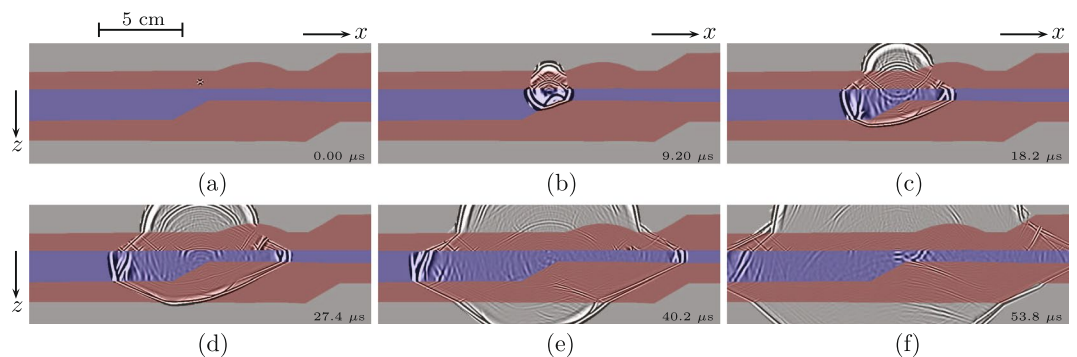 5 cm
x x x
z
0.00 μs 9.20 μs 18.2 μs
(a) (b) (c)
z
27.4 μs 40.2 μs 53.8 μs
(d) (e) (f)